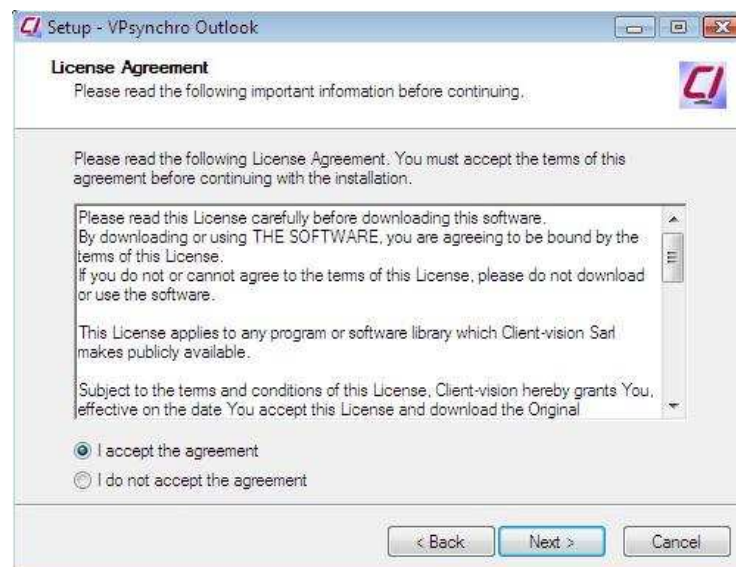 Setup - VPsynchro Outlook
License Agreement
Please read the following important information before continuing.
CI
Please read the following License Agreement. You must accept the terms of this
agreement before continuing with the installation.
Please read this License carefully before downloading this software.
By downloading or using THE SOFTWARE, you are agreeing to be bound by the
terms of this License.
If you do not or cannot agree to the terms of this License, please do not download
or use the software.
This License applies to any program or software library which Client-vision Sarl
makes publicly available.
Subject to the terms and conditions of this License, Client-vision hereby grants You,
effective on the date You accept this License and download the Original
I accept the agreement
I do not accept the agreement
< Back
Next >
Cancel